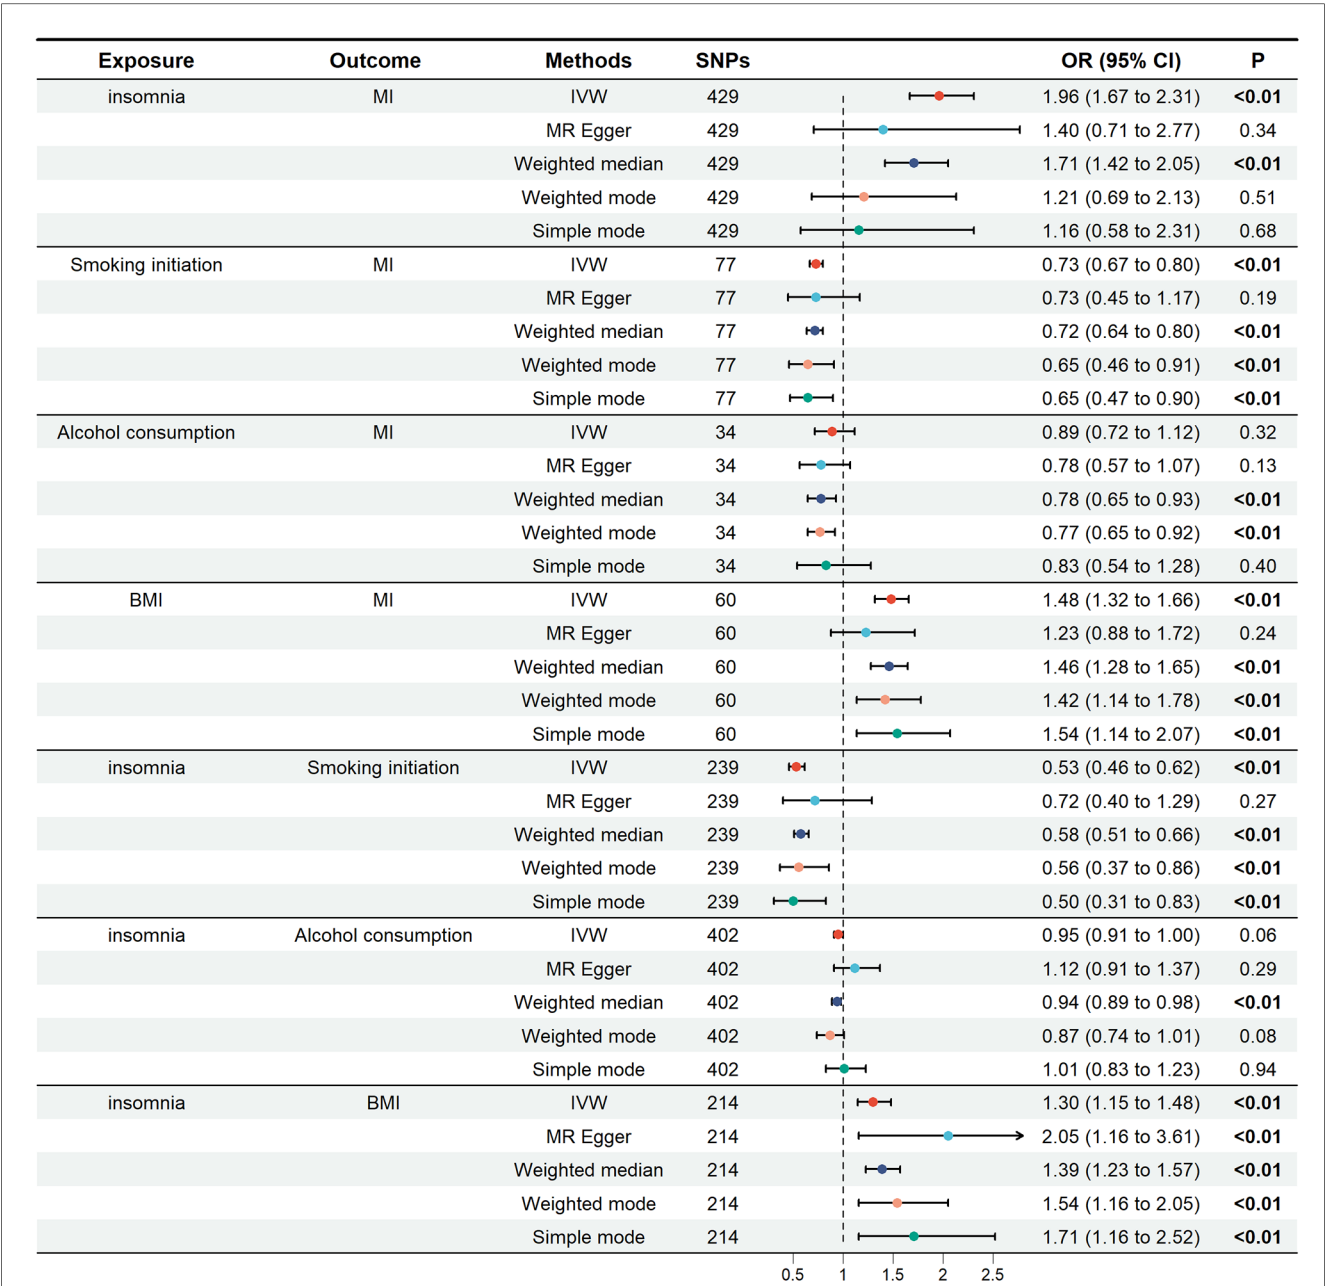 Exposure Outcome Methods SNPs OR (95% CI) P
insomnia MI IVW 429 1.96 (1.67 to 2.31) <0.01
MR Egger 429 1.40 (0.71 to 2.77) 0.34
Weighted median 429 1.71 (1.42 to 2.05) <0.01
Weighted mode 429 1.21 (0.69 to 2.13) 0.51
Simple mode 429 1.16 (0.58 to 2.31) 0.68
Smoking initiation MI IVW 77 0.73 (0.67 to 0.80) <0.01
MR Egger 77 0.73 (0.45 to 1.17) 0.19
Weighted median 77 0.72 (0.64 to 0.80) <0.01
Weighted mode 77 0.65 (0.46 to 0.91) <0.01
Simple mode 77 0.65 (0.47 to 0.90) <0.01
Alcohol consumption MI IVW 34 0.89 (0.72 to 1.12) 0.32
MR Egger 34 0.78 (0.57 to 1.07) 0.13
Weighted median 34 0.78 (0.65 to 0.93) <0.01
Weighted mode 34 0.77 (0.65 to 0.92) <0.01
Simple mode 34 0.83 (0.54 to 1.28) 0.40
BMI MI IVW 60 1.48 (1.32 to 1.66) <0.01
MR Egger 60 1.23 (0.88 to 1.72) 0.24
Weighted median 60 1.46 (1.28 to 1.65) <0.01
Weighted mode 60 1.42 (1.14 to 1.78) <0.01
Simple mode 60 1.54 (1.14 to 2.07) <0.01
insomnia Smoking initiation IVW 239 0.53 (0.46 to 0.62) <0.01
MR Egger 239 0.72 (0.40 to 1.29) 0.27
Weighted median 239 0.58 (0.51 to 0.66) <0.01
Weighted mode 239 0.56 (0.37 to 0.86) <0.01
Simple mode 239 0.50 (0.31 to 0.83) <0.01
insomnia Alcohol consumption IVW 402 0.95 (0.91 to 1.00) 0.06
MR Egger 402 1.12 (0.91 to 1.37) 0.29
Weighted median 402 0.94 (0.89 to 0.98) <0.01
Weighted mode 402 0.87 (0.74 to 1.01) 0.08
Simple mode 402 1.01 (0.83 to 1.23) 0.94
insomnia BMI IVW 214 1.30 (1.15 to 1.48) <0.01
MR Egger 214 2.05 (1.16 to 3.61) <0.01
Weighted median 214 1.39 (1.23 to 1.57) <0.01
Weighted mode 214 1.54 (1.16 to 2.05) <0.01
Simple mode 214 1.71 (1.16 to 2.52) <0.01
0.5 1 1.5 2 2.5